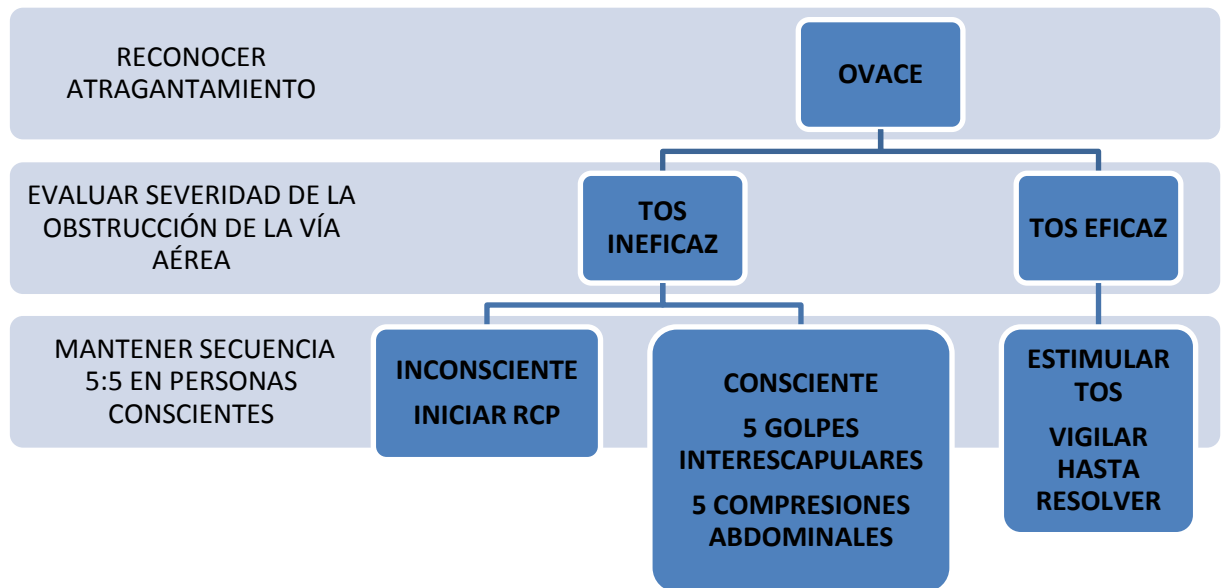 RECONOCER
ATRAGANTAMIENTO
OVACE
EVALUAR SEVERIDAD DE LA
OBSTRUCCIÓN DE LA VÍA
AÉREA
TOS
INEFICAZ
TOS EFICAZ
MANTENER SECUENCIA
5:5 EN PERSONAS
CONSCIENTES
INCONSCIENTE
INICIAR RCP
CONSCIENTE
5 GOLPES
INTERESCAPULARES
5 COMPRESIONES
ABDOMINALES
ESTIMULAR
TOS
VIGILAR
HASTA
RESOLVER